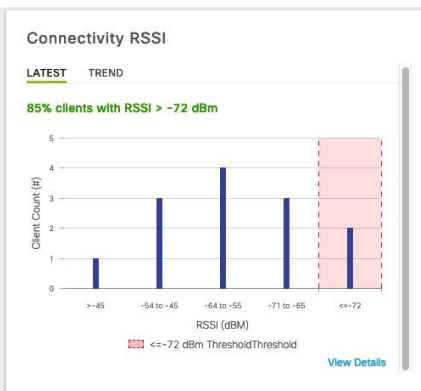 Connectivity RSSI
LATEST TREND
85% clients with RSSI > -72 dBm
5
4
3
2
1
0
Client Count (#)
>-45 -54 to -45 -64 to -55 -71 to -65 <=-72
RSSI (dBM)
<=-72 dBm ThresholdThreshold
View Details